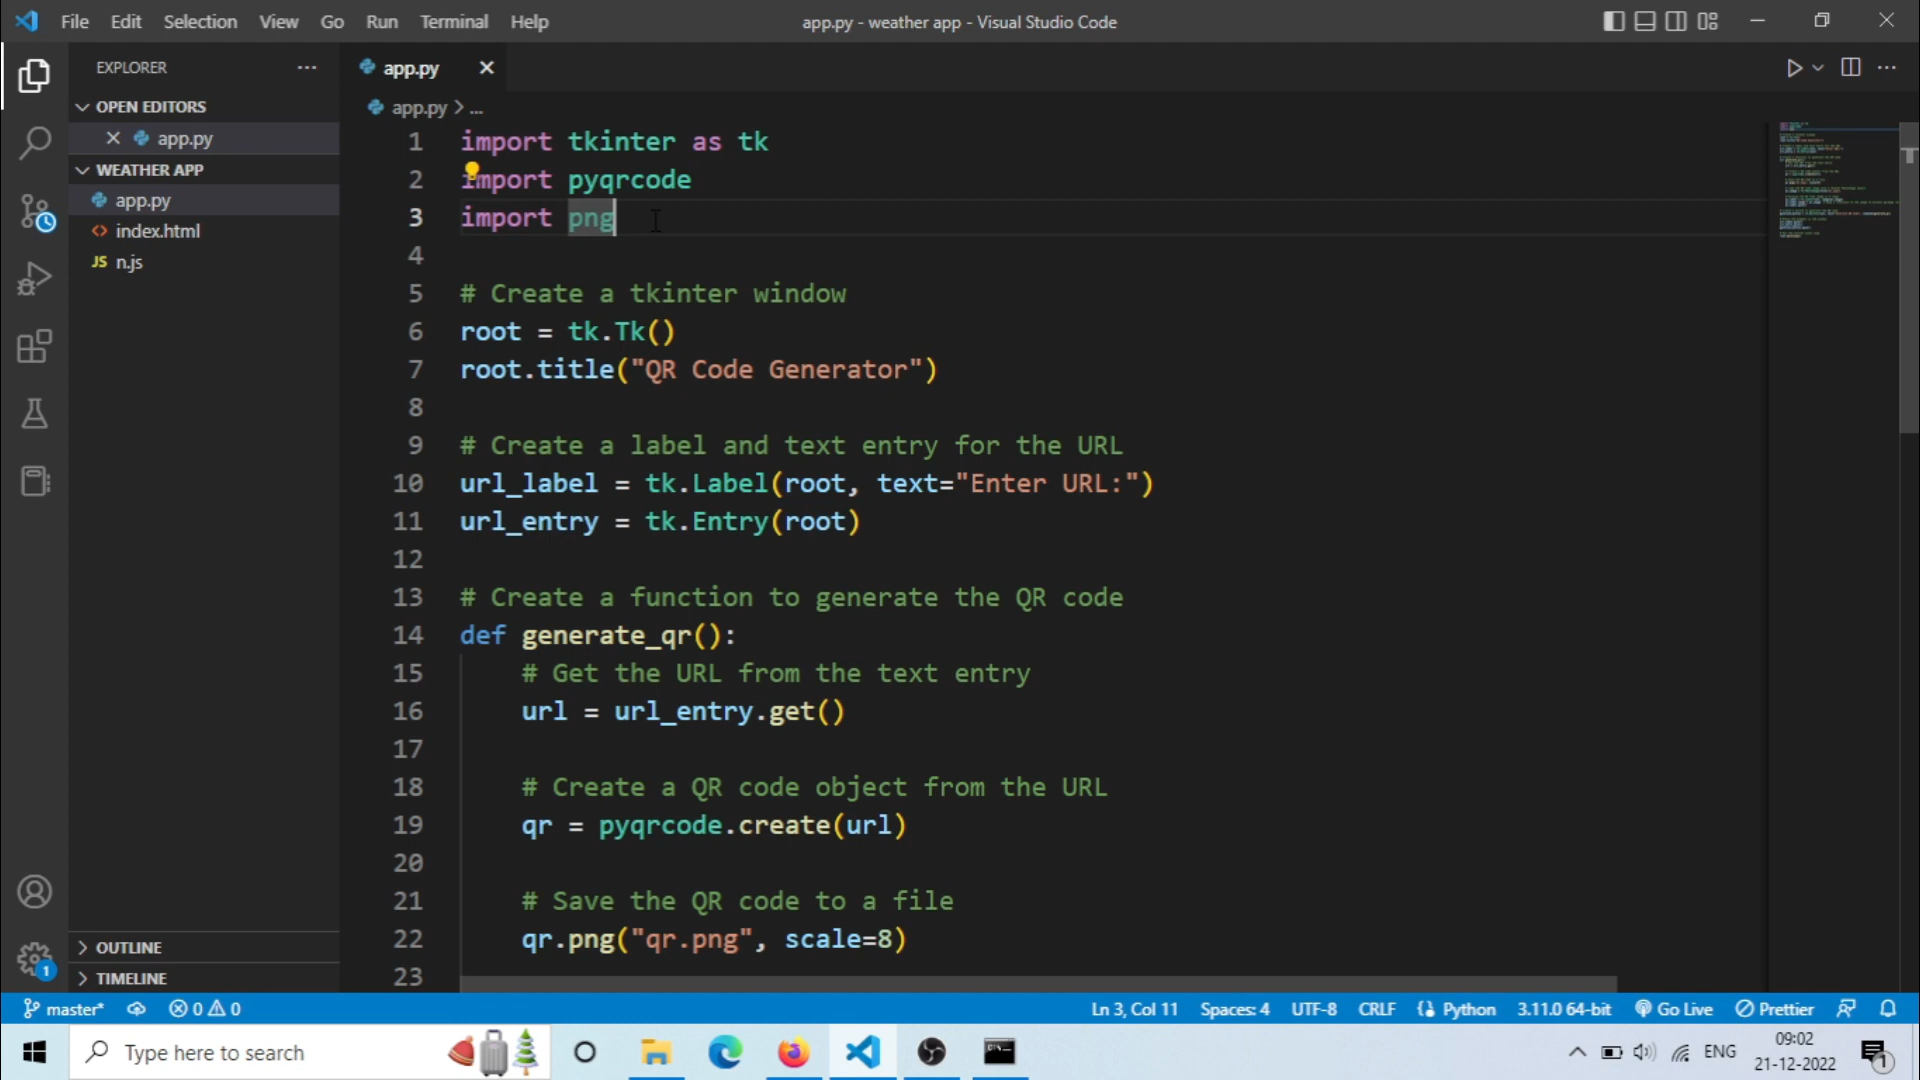 File Edit Selection View Go Run Terminal Help
app.py - weather app - Visual Studio Code
EXPLORER
OPEN EDITORS
app.py
WEATHER APP
app.py
index.html
JS n.js
OUTLINE
TIMELINE
app.py
app.py > ...
1 import tkinter as tk
2 import pyqrcode
3 import png
4
5 # Create a tkinter window
6 root = tk.Tk()
7 root.title("QR Code Generator")
8
9 # Create a label and text entry for the URL
10 url_label = tk.Label(root, text="Enter URL:")
11 url_entry = tk.Entry(root)
12
13 # Create a function to generate the QR code
14 def generate_qr():
15 # Get the URL from the text entry
16 url = url_entry.get()
17
18 # Create a QR code object from the URL
19 qr = pyqrcode.create(url)
20
21 # Save the QR code to a file
22 qr.png("qr.png", scale=8)
23
1
master* 0 0
Ln 3, Col 11 Spaces: 4 UTF-8 CRLF Python 3.11.0 64-bit Go Live Prettier
Type here to search
ENG
09:02
21-12-2022
1